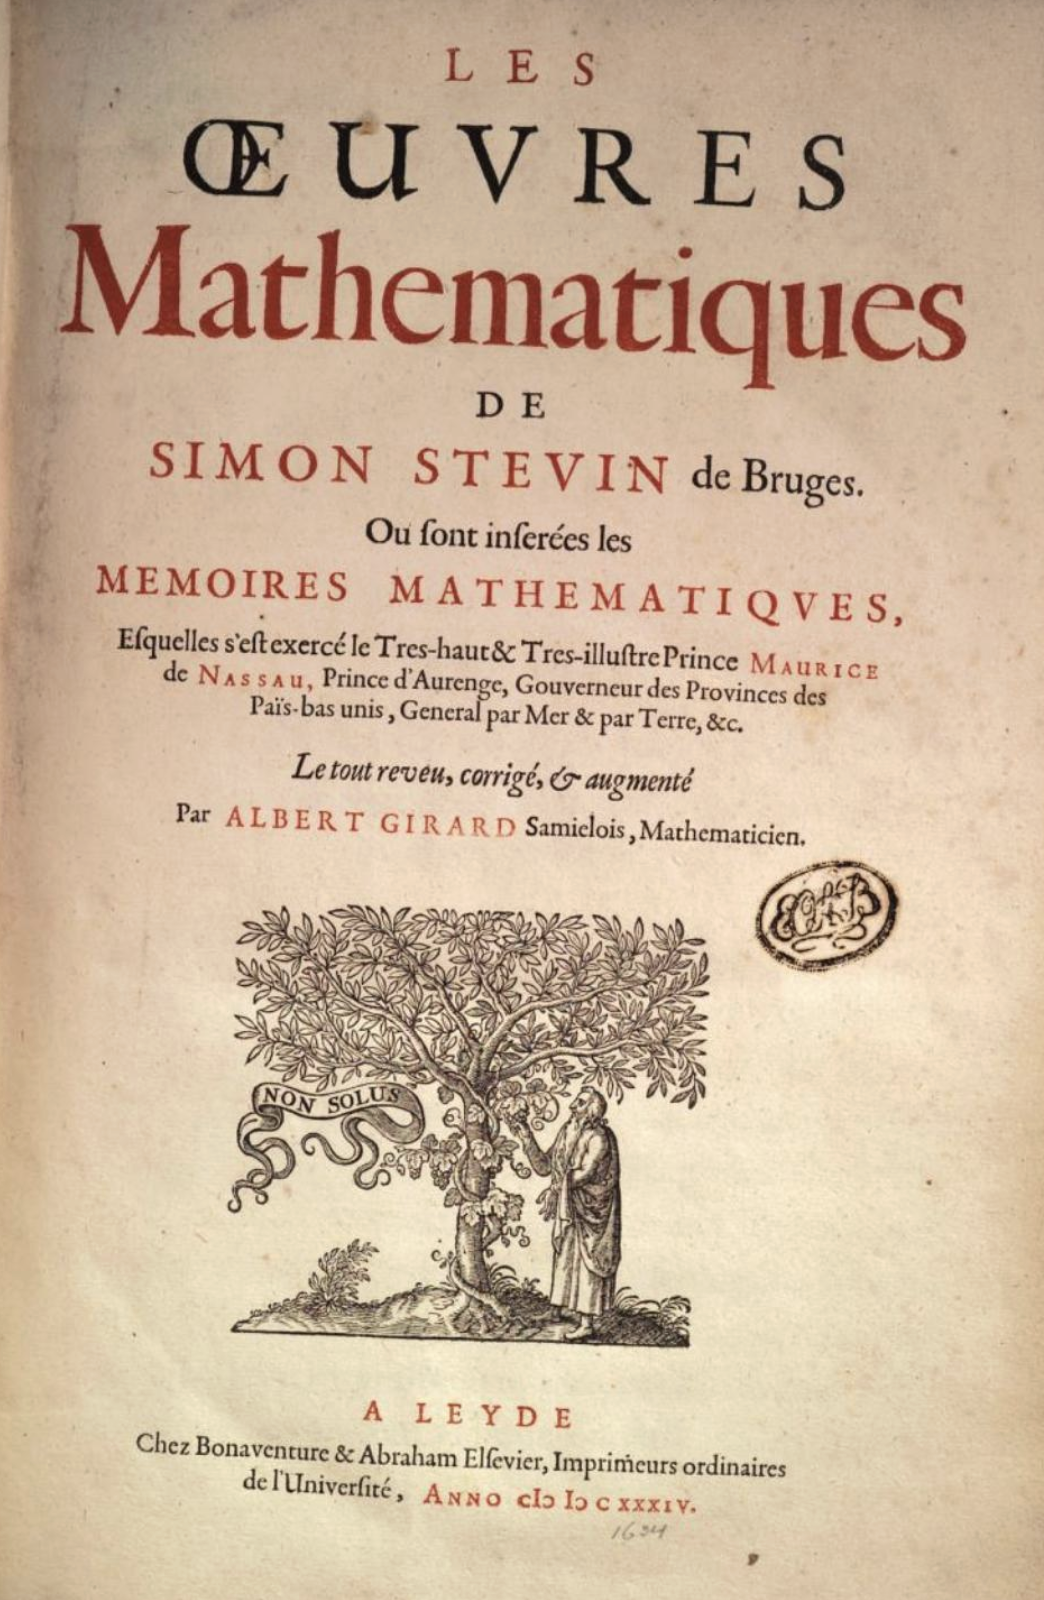 LES
ŒUVRES
Mathematiques
DE
SIMON STEVIN de Bruges.
Ou ſont inſerées les
MEMOIRES MATHEMATIQVES,
Eſquelles s'eſt exercé le Tres-haut & Tres-illuſtre Prince MAURICE
de NASSAU, Prince d'Aurenge, Gouverneur des Provinces des
Païs-bas unis, General par Mer & par Terre, &c.
Le tout reveu, corrigé, & augmenté
Par ALBERT GIRARD Samielois, Mathematicien.
NON SOLUS
A LEYDE
Chez Bonaventure & Abraham Elſevier, Imprimeurs ordinaires
de l'Univerſité, ANNO cIↄ Iↄ C XXXIV.
1634